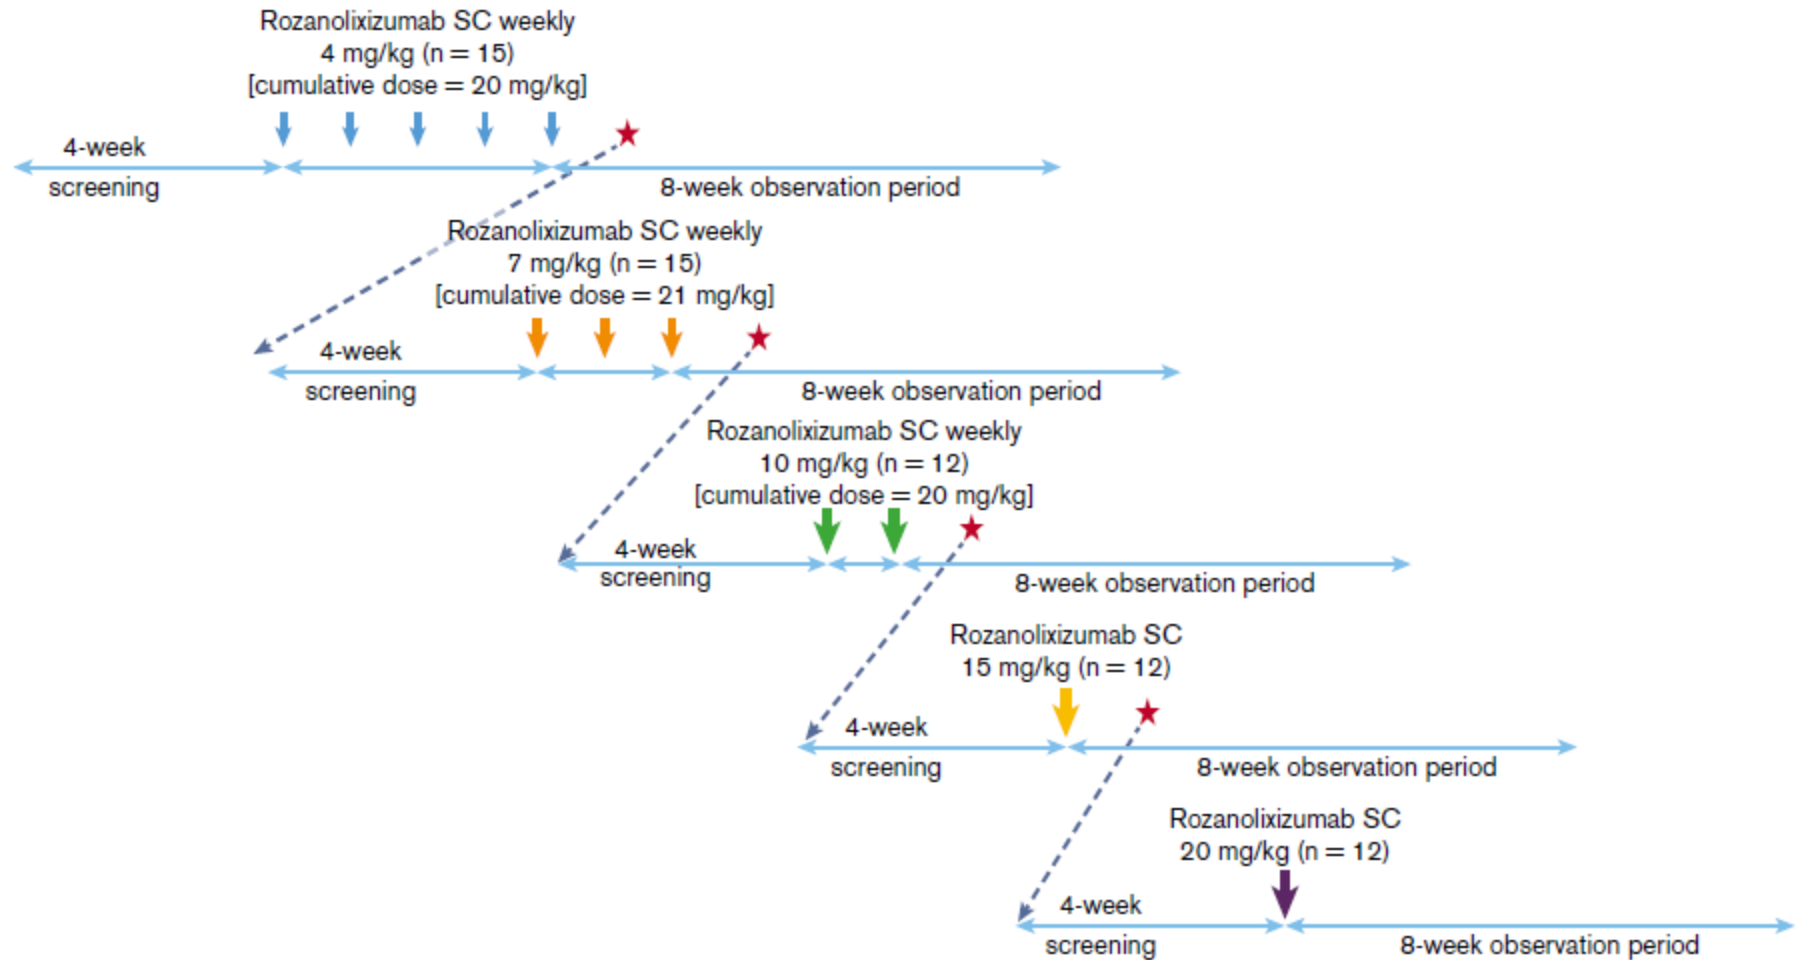 Rozanolixizumab SC weekly
4 mg/kg (n = 15)
[cumulative dose = 20 mg/kg]
4-week
screening
8-week observation period
Rozanolixizumab SC weekly
7 mg/kg (n = 15)
[cumulative dose = 21 mg/kg]
4-week
screening
8-week observation period
Rozanolixizumab SC weekly
10 mg/kg (n = 12)
[cumulative dose = 20 mg/kg]
4-week
screening
8-week observation period
Rozanolixizumab SC
15 mg/kg (n = 12)
4-week
screening
8-week observation period
Rozanolixizumab SC
20 mg/kg (n = 12)
4-week
screening
8-week observation period